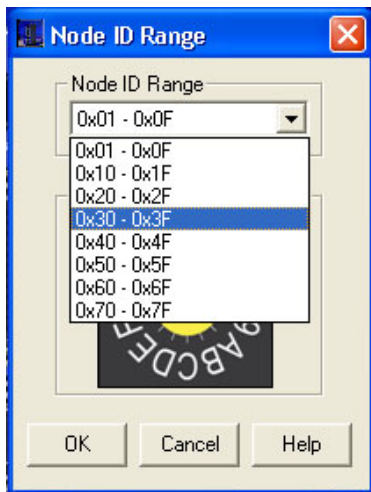 Node ID Range
Node ID Range
0x01 - 0x0F
0x01 - 0x0F
0x10 - 0x1F
0x20 - 0x2F
0x30 - 0x3F
0x40 - 0x4F
0x50 - 0x5F
0x60 - 0x6F
0x70 - 0x7F
9ABCDEF
OK Cancel Help